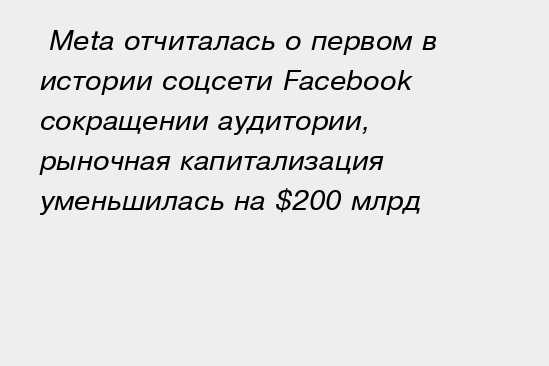 Meta отчиталась о первом в
истории соцсети Facebook
сокращении аудитории,
рыночная капитализация
уменьшилась на $200 млрд